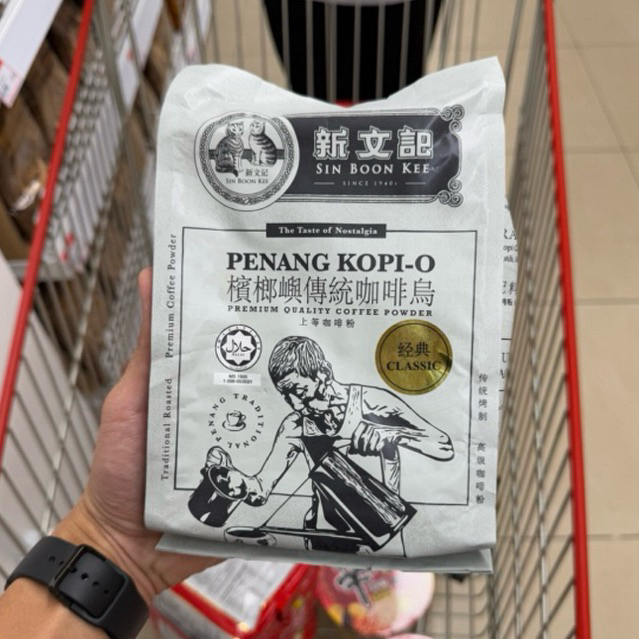 新文記
SIN BOON KEE
新文記
SIN BOON KEE
SINCE 1940s
The Taste of Nostalgia
PENANG KOPI-O
檳榔嶼傳統咖啡烏
PREMIUM QUALITY COFFEE POWDER
上等咖啡粉
حلال
经典
CLASSIC
PENANG TRADITIONAL
Traditional Roasted
Premium Coffee Powder
传统烤制
高级咖啡粉